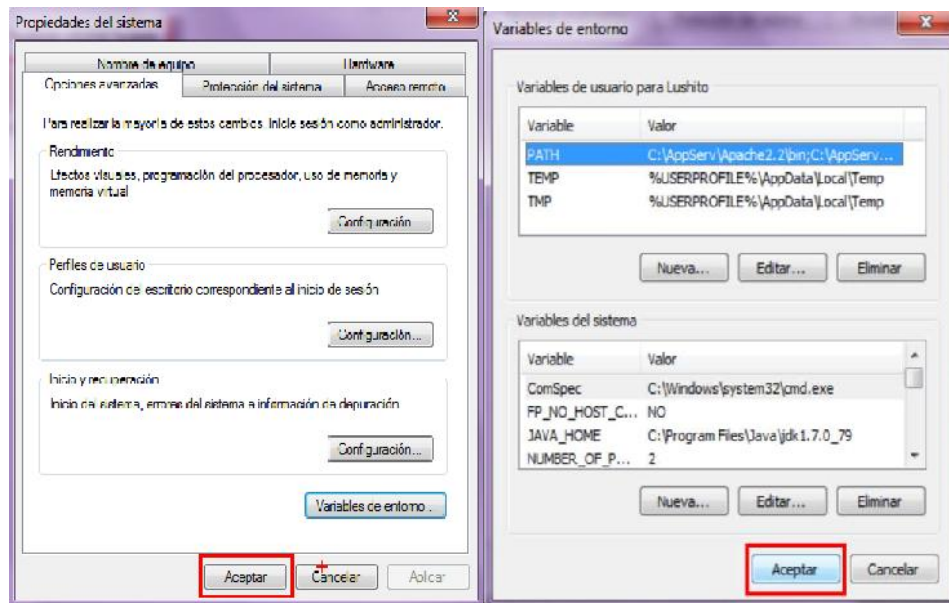 Propiedades del sistema
Nombre de equipo
Hardware
Opciones avanzadas
Protección del sistema
Acceso remoto
Para realizar la mayoría de estos cambios, inicie sesión como administrador.
Rendimiento
Efectos visuales, programación del procesador, uso de memoria y
memoria virtual
Configuración...
Perfiles de usuario
Configuración del escritorio correspondiente al inicio de sesión
Configuración...
Inicio y recuperación
Inicio del sistema, errores del sistema e información de depuración
Configuración...
Variables de entorno...
Aceptar
Cancelar
Aplicar
Variables de entorno
Variables de usuario para Lushito
Variable Valor
PATH C:\AppServ\Apache2.2\bin;C:\AppServ...
TEMP %USERPROFILE%\AppData\Local\Temp
TMP %USERPROFILE%\AppData\Local\Temp
Nueva... Editar... Eliminar
Variables del sistema
Variable Valor
ComSpec C:\Windows\system32\cmd.exe
FP_NO_HOST_C... NO
JAVA_HOME C:\Program Files\Java\jdk1.7.0_79
NUMBER_OF_P... 2
Nueva... Editar... Eliminar
Aceptar Cancelar